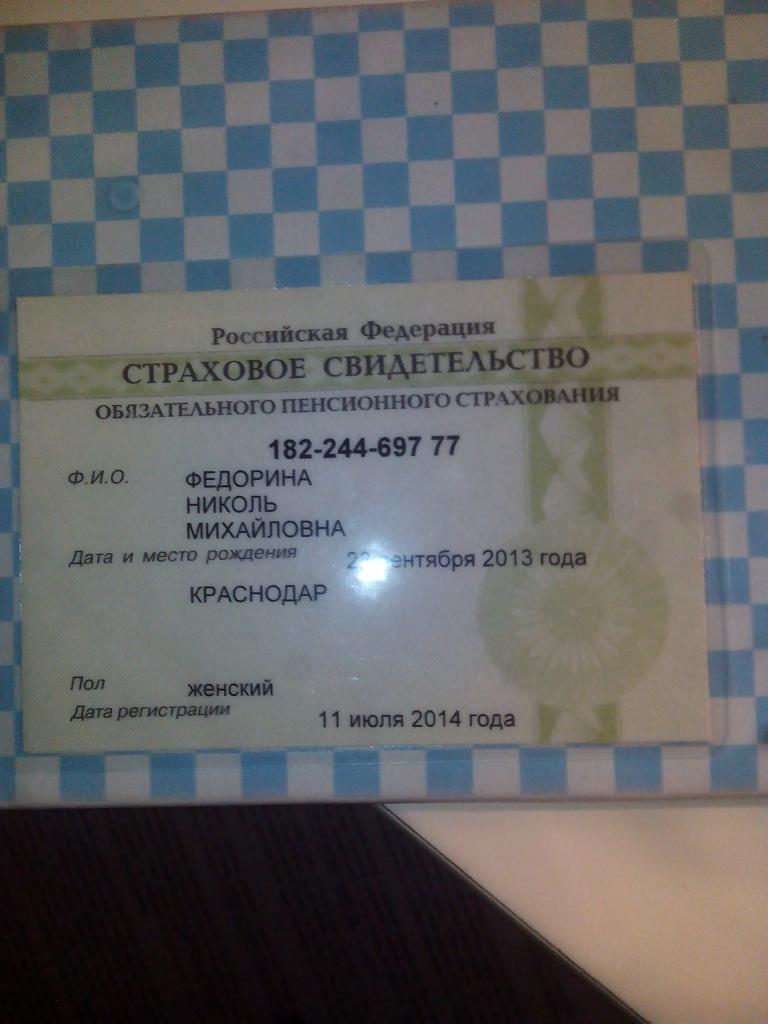 Российская Федерация
СТРАХОВОЕ СВИДЕТЕЛЬСТВО
ОБЯЗАТЕЛЬНОГО ПЕНСИОННОГО СТРАХОВАНИЯ
182-244-697 77
Ф.И.О. ФЕДОРИНА
НИКОЛЬ
МИХАЙЛОВНА
Дата и место рождения сентября 2013 года
КРАСНОДАР
Пол женский
Дата регистрации 11 июля 2014 года